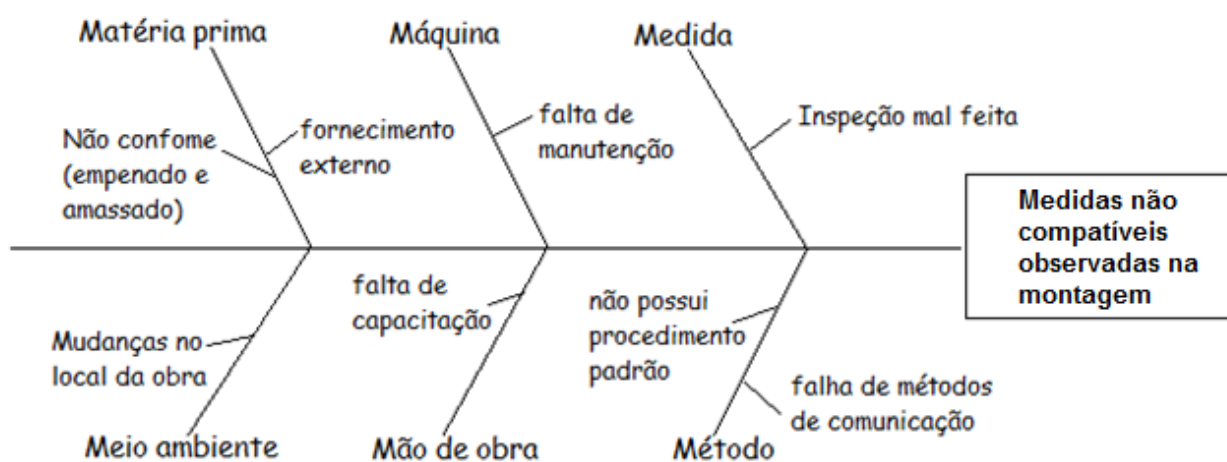 Matéria prima
Máquina
Medida
Não confome
(empenado e
amassado)
fornecimento
externo
falta de
manutenção
Inspeção mal feita
Medidas não
compatíveis
observadas na
montagem
Mudanças no
local da obra
falta de
capacitação
não possui
procedimento
padrão
falha de métodos
de comunicação
Meio ambiente
Mão de obra
Método